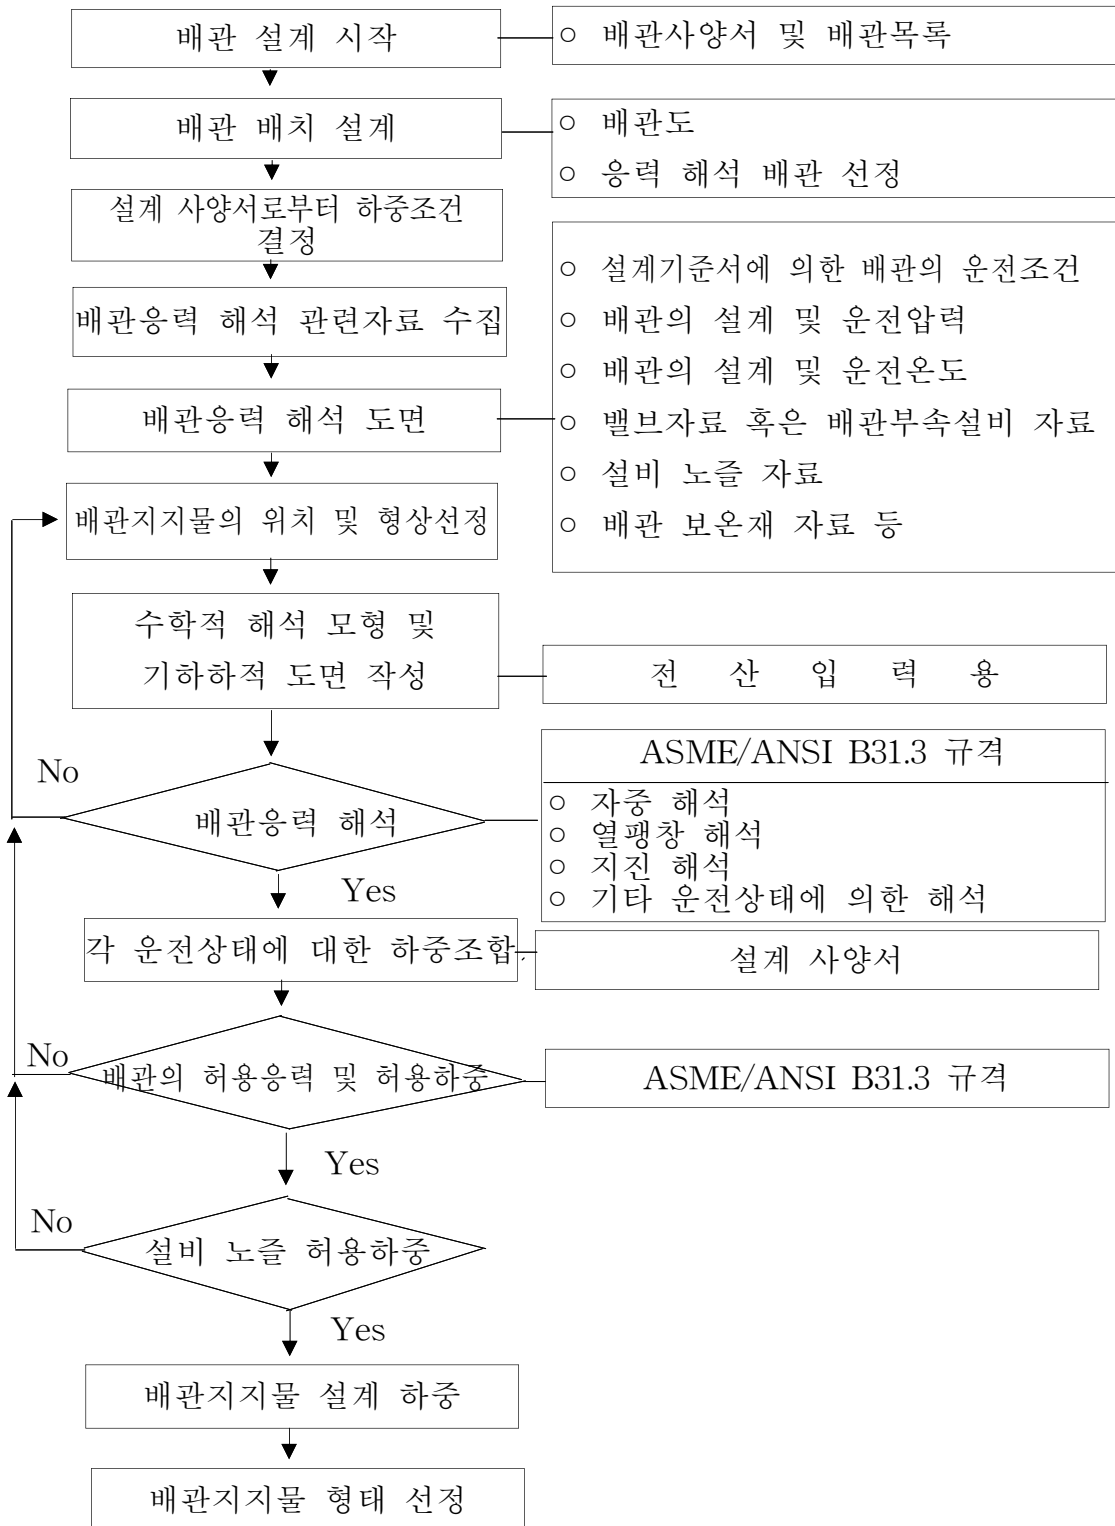 배관 설계 시작
○ 배관사양서 및 배관목록
배관 배치 설계
○ 배관도
○ 응력 해석 배관 선정
설계 사양서로부터 하중조건
결정
○ 설계기준서에 의한 배관의 운전조건
○ 배관의 설계 및 운전압력
○ 배관의 설계 및 운전온도
○ 밸브자료 혹은 배관부속설비 자료
○ 설비 노즐 자료
○ 배관 보온재 자료 등
배관응력 해석 관련자료 수집
배관응력 해석 도면
배관지지물의 위치 및 형상선정
수학적 해석 모형 및
기하하적 도면 작성
전 산 입 력 용
No
배관응력 해석
ASME/ANSI B31.3 규격
○ 자중 해석
○ 열팽창 해석
○ 지진 해석
○ 기타 운전상태에 의한 해석
Yes
각 운전상태에 대한 하중조합
설계 사양서
No
배관의 허용응력 및 허용하중
ASME/ANSI B31.3 규격
Yes
No
설비 노즐 허용하중
Yes
배관지지물 설계 하중
배관지지물 형태 선정